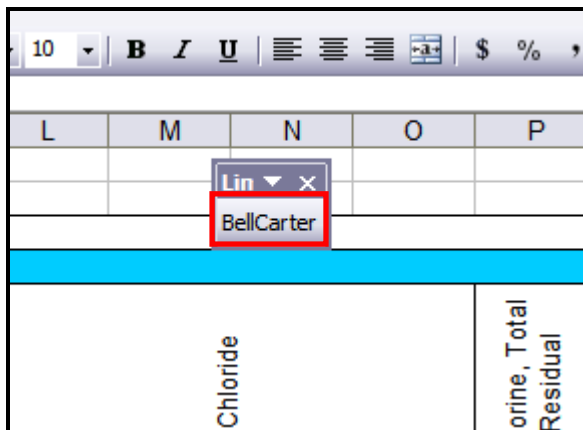 10 B I U a $ % ,
L M N O P
Lin
BellCarter
Chloride
orine, Total
Residual